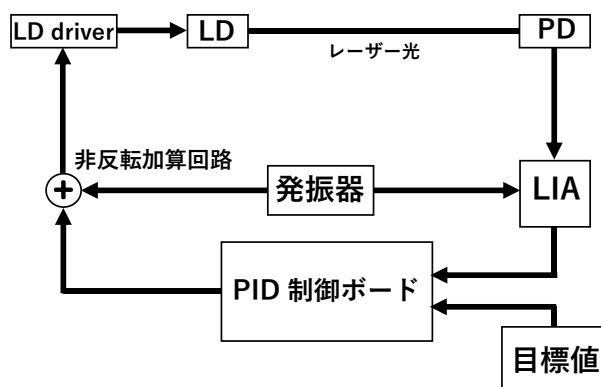 LD driver
LD
PD
レーザー光
非反転加算回路
+
発振器
LIA
PID 制御ボード
目標値